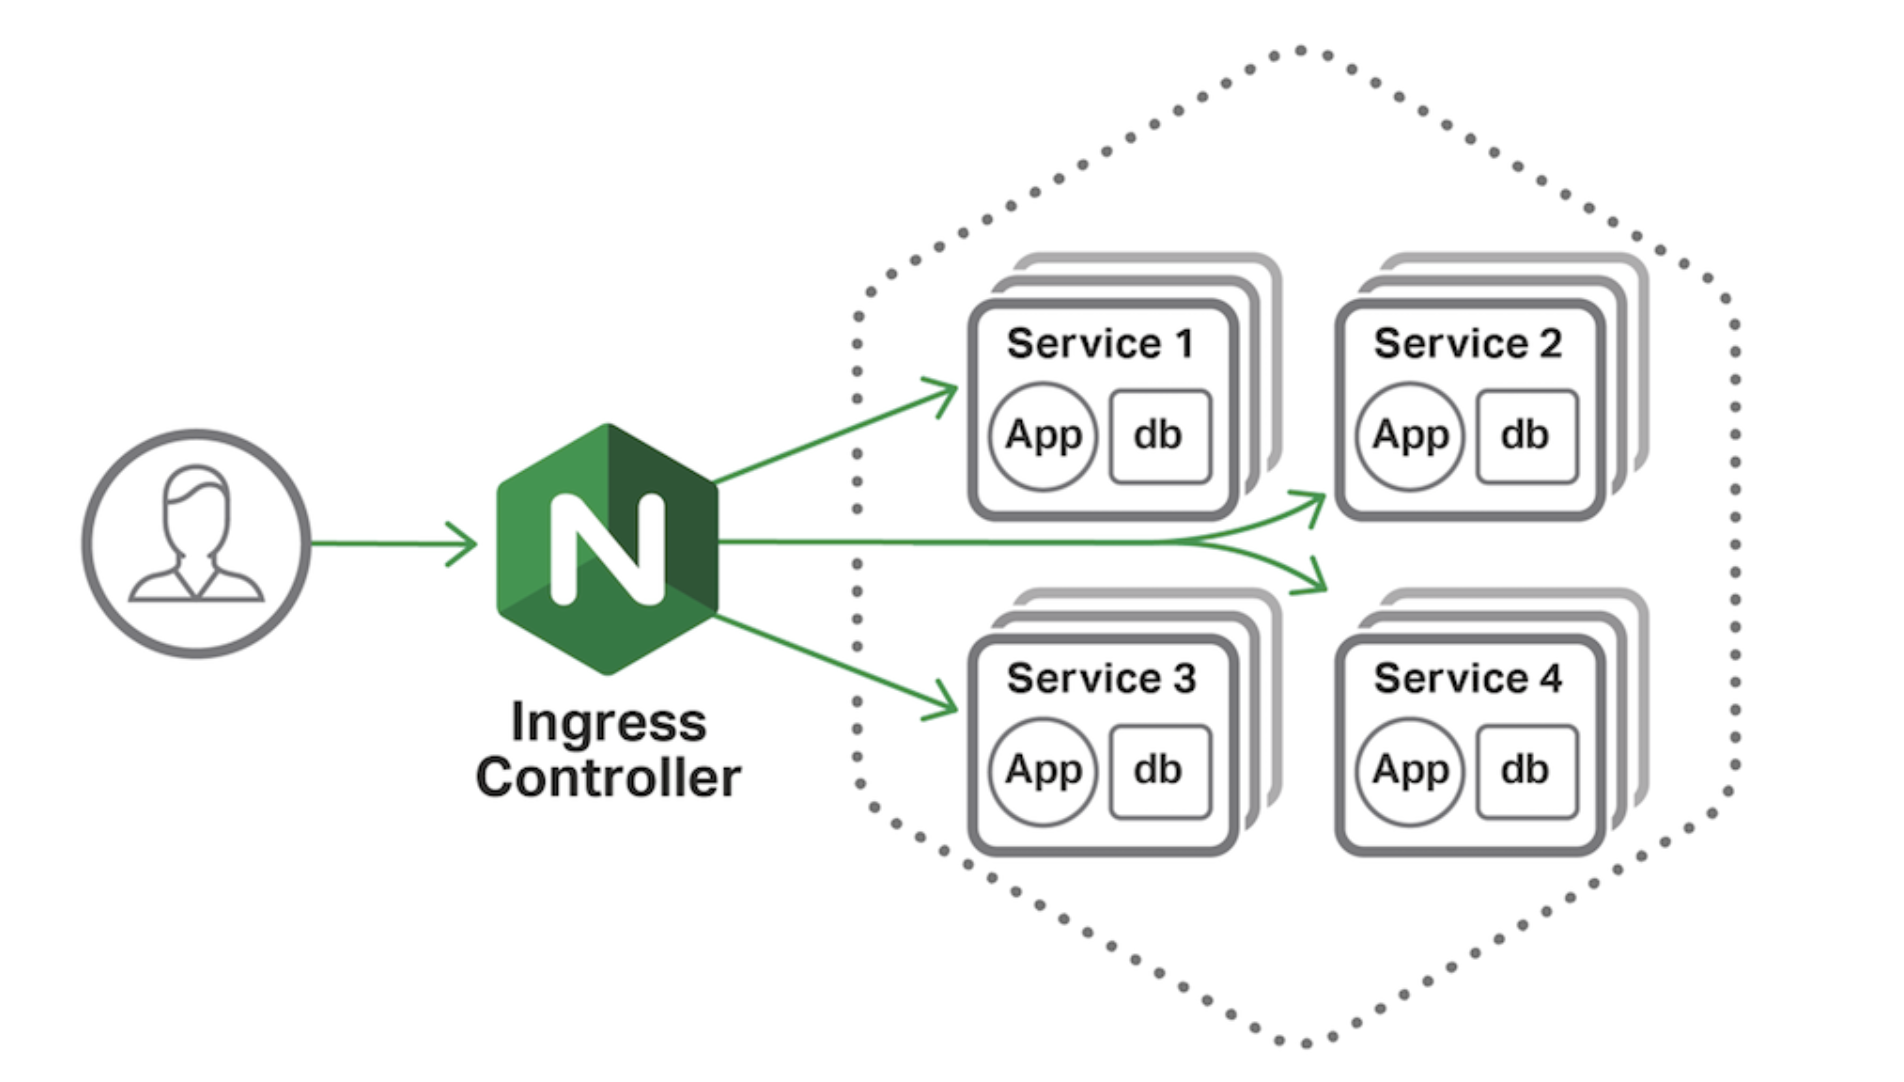 Service 1
App
db
Service 2
App
db
N
Ingress
Controller
Service 3
App
db
Service 4
App
db